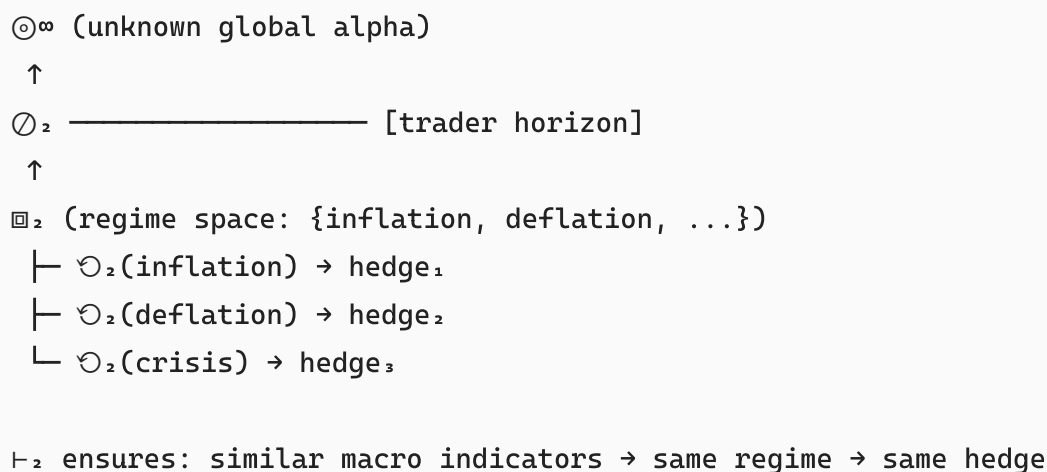 ⦾∞ (unknown global alpha)
↑
⊘₂ ────────────────── [trader horizon]
↑
⧈₂ (regime space: {inflation, deflation, ...})
├─ ⟲₂(inflation) → hedge₁
├─ ⟲₂(deflation) → hedge₂
└─ ⟲₂(crisis) → hedge₃
⊢₂ ensures: similar macro indicators → same regime → same hedge